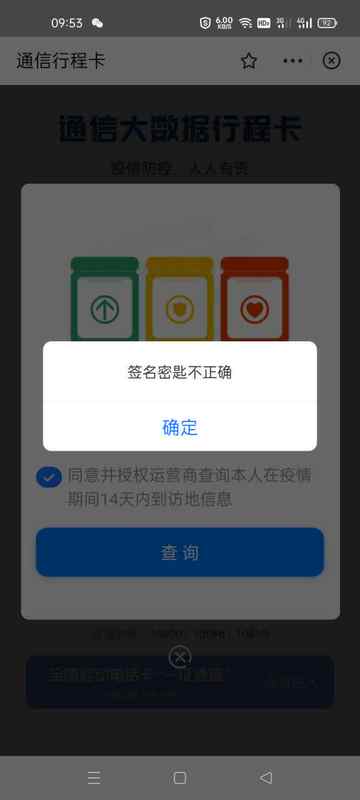 09:53
6.00
KB/S
HDn
3G
4G
92
通信行程卡
通信大数据行程卡
疫情防控，人人有责
签名密匙不正确
确定
同意并授权运营商查询本人在疫情
期间14天内到访地信息
查 询